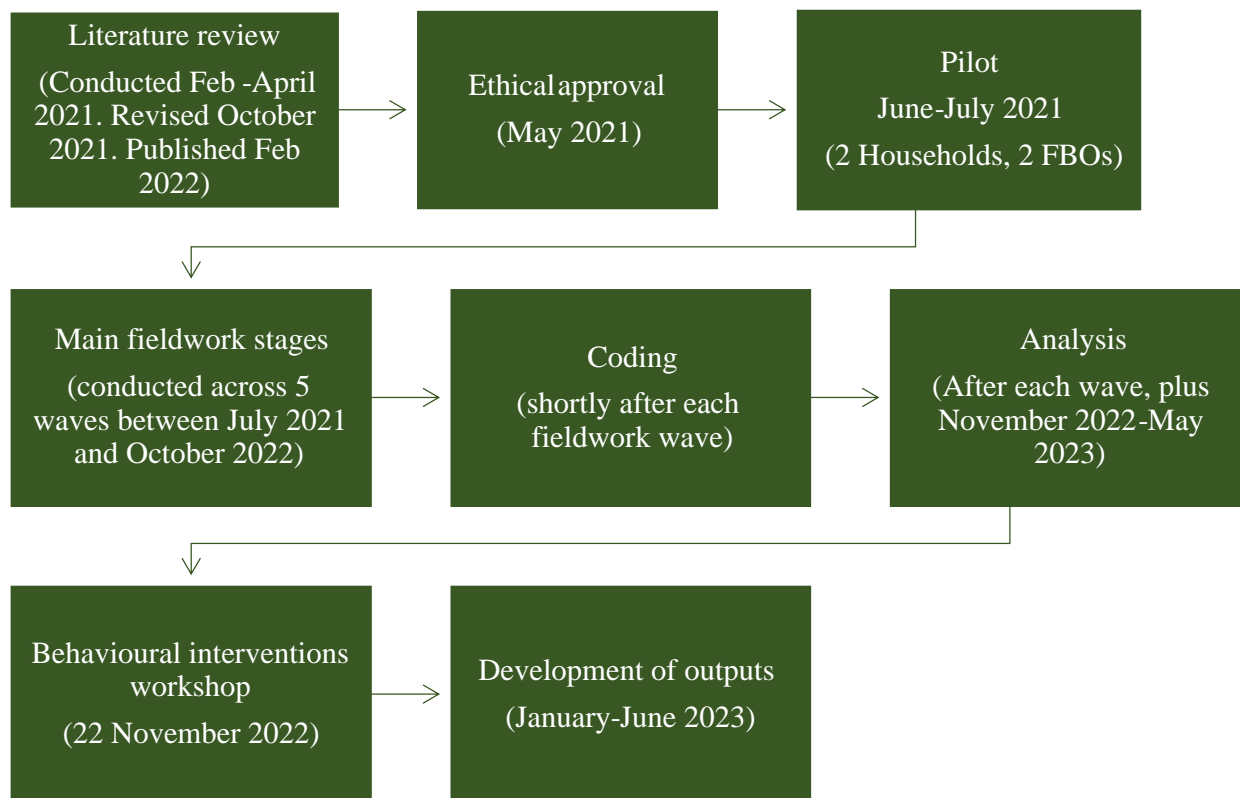 Literature review
(Conducted Feb -April
2021. Revised October
2021. Published Feb
2022)
Ethical approval
(May 2021)
Pilot
June-July 2021
(2 Households, 2 FBOs)
Main fieldwork stages
(conducted across 5
waves between July 2021
and October 2022)
Coding
(shortly after each
fieldwork wave)
Analysis
(After each wave, plus
November 2022-May
2023)
Behavioural interventions
workshop
(22 November 2022)
Development of outputs
(January-June 2023)